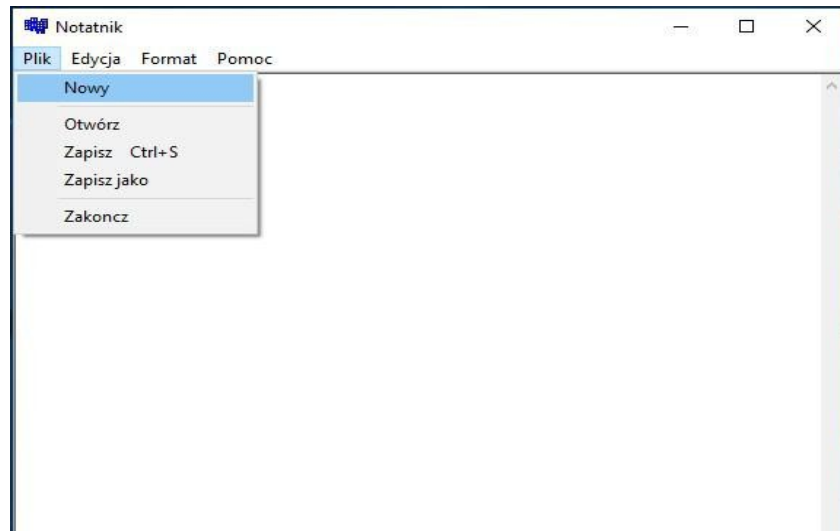 Notatnik
Plik Edycja Format Pomoc
Nowy
Otwórz
Zapisz Ctrl+S
Zapisz jako
Zakoncz